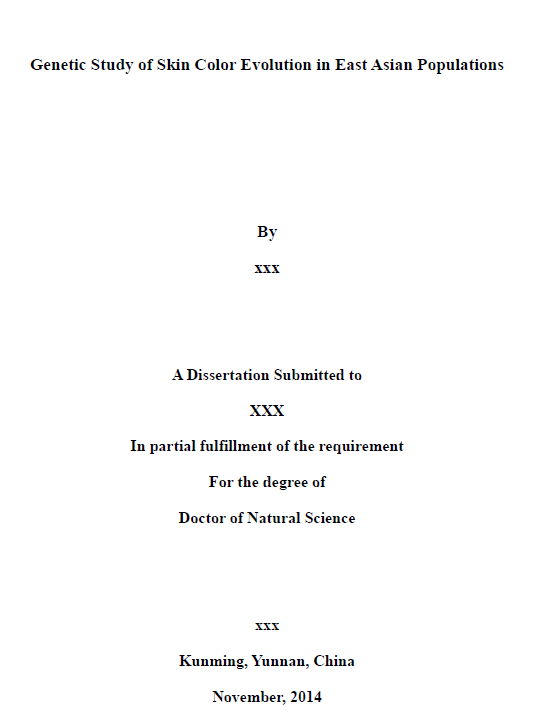 Genetic Study of Skin Color Evolution in East Asian Populations
By
xxx
A Dissertation Submitted to
XXX
In partial fulfillment of the requirement
For the degree of
Doctor of Natural Science
xxx
Kunming, Yunnan, China
November, 2014